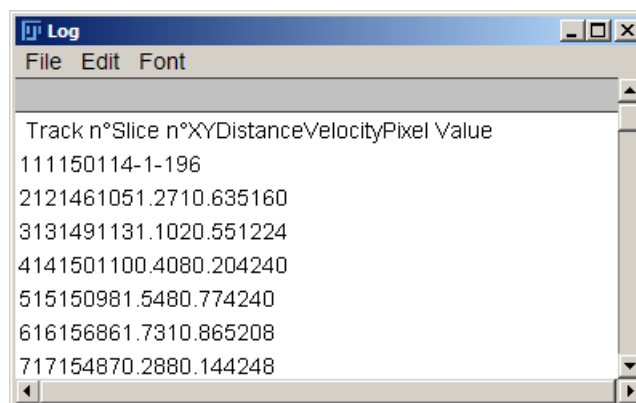 Log
File Edit Font
Track n°Slice n°XYDistanceVelocityPixel Value
111150114-1-196
2121461051.2710.635160
3131491131.1020.551224
4141501100.4080.204240
515150981.5480.774240
616156861.7310.865208
717154870.2880.144248